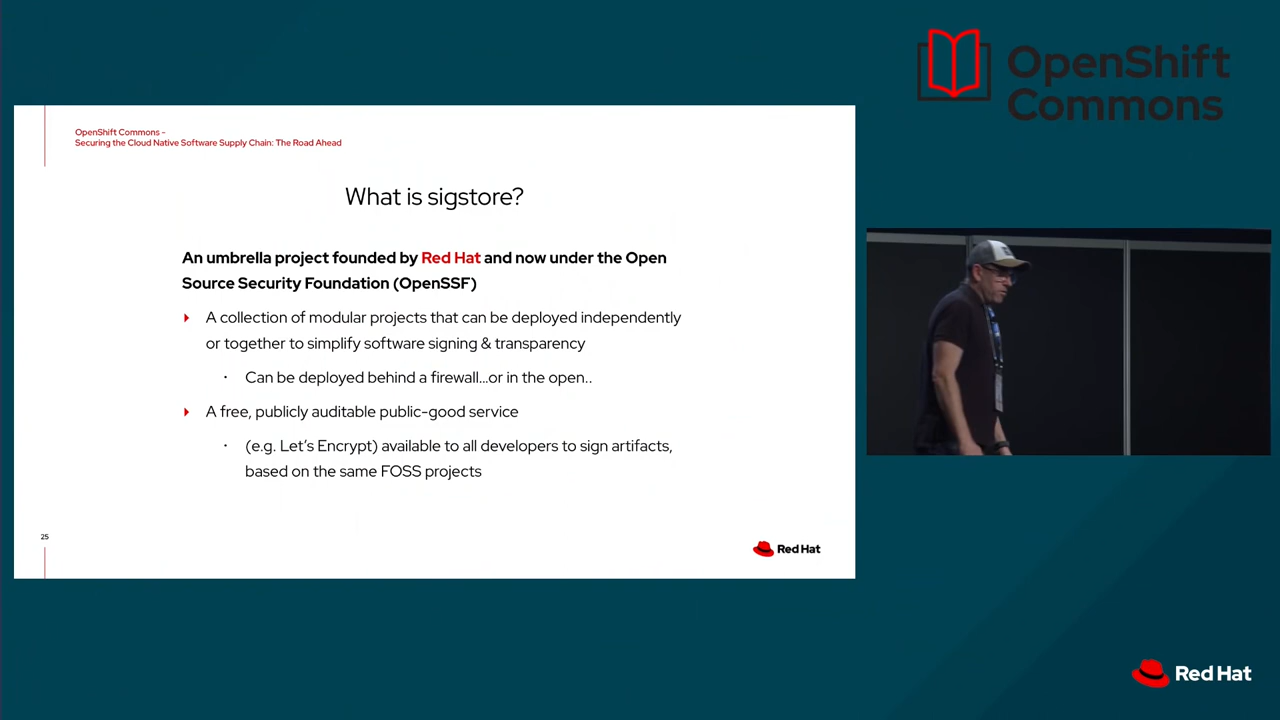 OpenShift
Commons
OpenShift Commons -
Securing the Cloud Native Software Supply Chain: The Road Ahead
What is sigstore?
An umbrella project founded by Red Hat and now under the Open
Source Security Foundation (OpenSSF)
A collection of modular projects that can be deployed independently
or together to simplify software signing & transparency
Can be deployed behind a firewall…or in the open..
A free, publicly auditable public-good service
(e.g. Let's Encrypt) available to all developers to sign artifacts,
based on the same FOSS projects
25
Red Hat
Red Hat